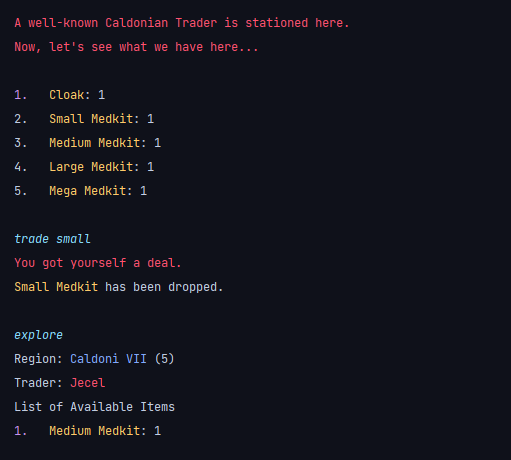 A well-known Caldonian Trader is stationed here.
Now, let's see what we have here...
1. Cloak: 1
2. Small Medkit: 1
3. Medium Medkit: 1
4. Large Medkit: 1
5. Mega Medkit: 1
trade small
You got yourself a deal.
Small Medkit has been dropped.
explore
Region: Caldoni VII (5)
Trader: Jecel
List of Available Items
1. Medium Medkit: 1